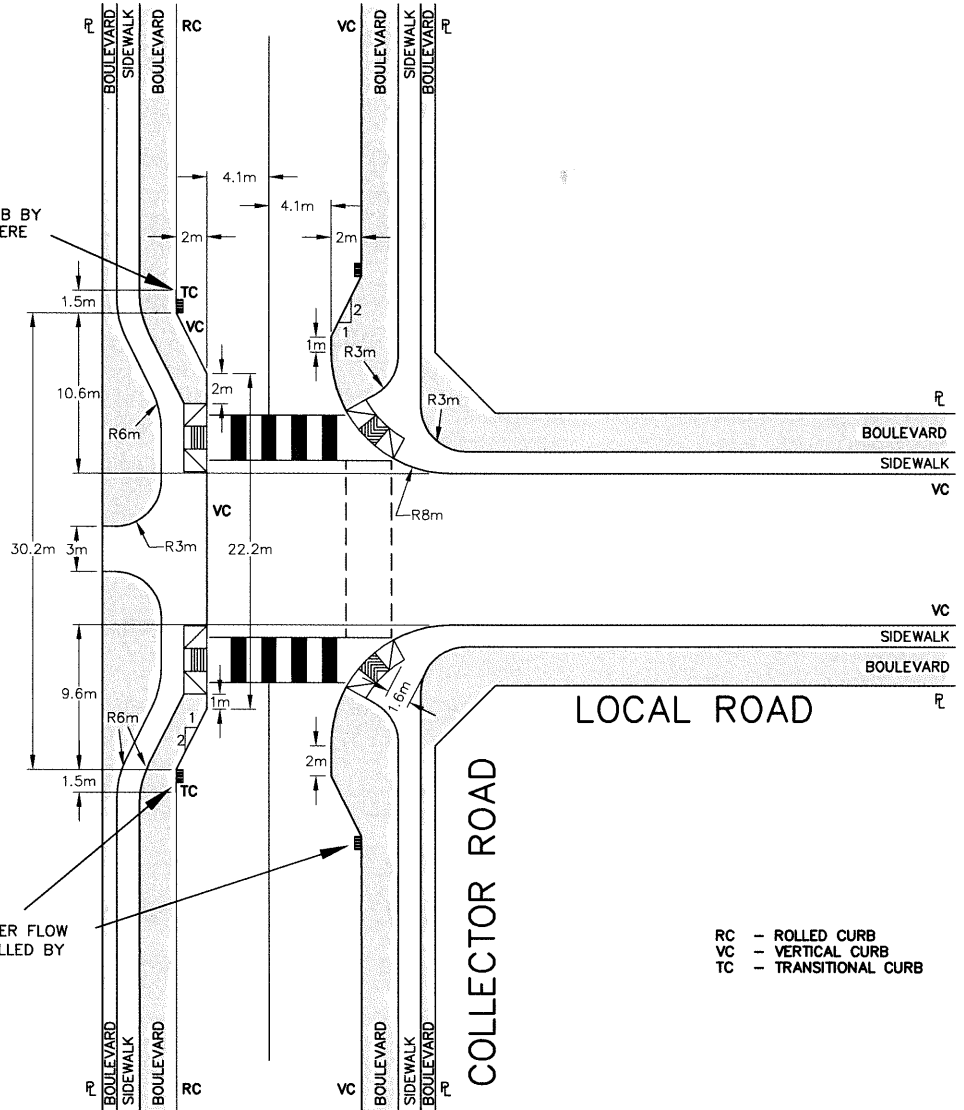 ℄ BOULEVARD SIDEWALK BOULEVARD RC VC BOULEVARD SIDEWALK BOULEVARD ℄
4.1m
4.1m
2m
2m
B BY
ERE
TC
1.5m
VC
2
1
1m
R3m
2m
10.6m
R3m
R6m
℄
BOULEVARD
SIDEWALK
VC
VC
R8m
R3m
30.2m
3m
22.2m
VC
SIDEWALK
BOULEVARD
℄
9.6m
1m
1.6m
R6m
1
2
LOCAL ROAD
2m
1.5m
TC
COLLECTOR ROAD
ER FLOW
LLED BY
RC – ROLLED CURB
VC – VERTICAL CURB
TC – TRANSITIONAL CURB
℄ BOULEVARD SIDEWALK BOULEVARD RC VC BOULEVARD SIDEWALK BOULEVARD ℄